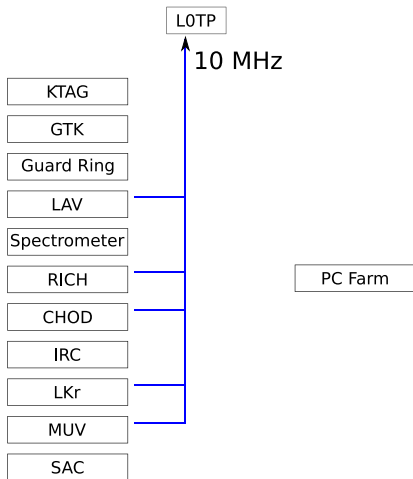 L0TP
10 MHz
KTAG
GTK
Guard Ring
LAV
Spectrometer
RICH
PC Farm
CHOD
IRC
LKr
MUV
SAC